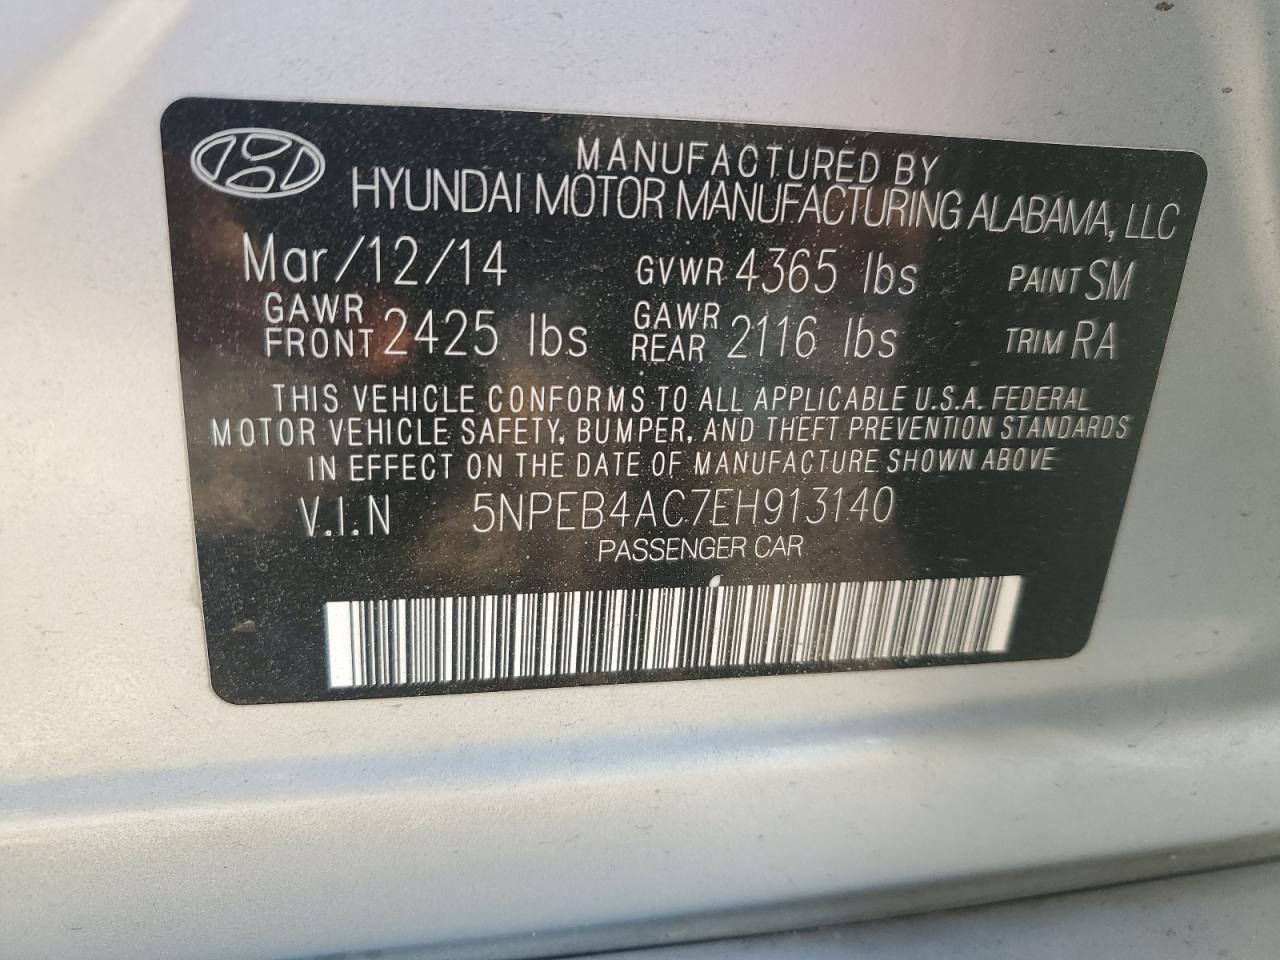 MANUFACTURED BY
HYUNDAI MOTOR MANUFACTURING ALABAMA, LLC
Mar/12/14 GVWR 4365 lbs PAINT SM
GAWR FRONT 2425 lbs GAWR REAR 2116 lbs TRIM RA
THIS VEHICLE CONFORMS TO ALL APPLICABLE U.S.A. FEDERAL
MOTOR VEHICLE SAFETY, BUMPER, AND THEFT PREVENTION STANDARDS
IN EFFECT ON THE DATE OF MANUFACTURE SHOWN ABOVE
V.I.N 5NPEB4AC7EH913140
PASSENGER CAR